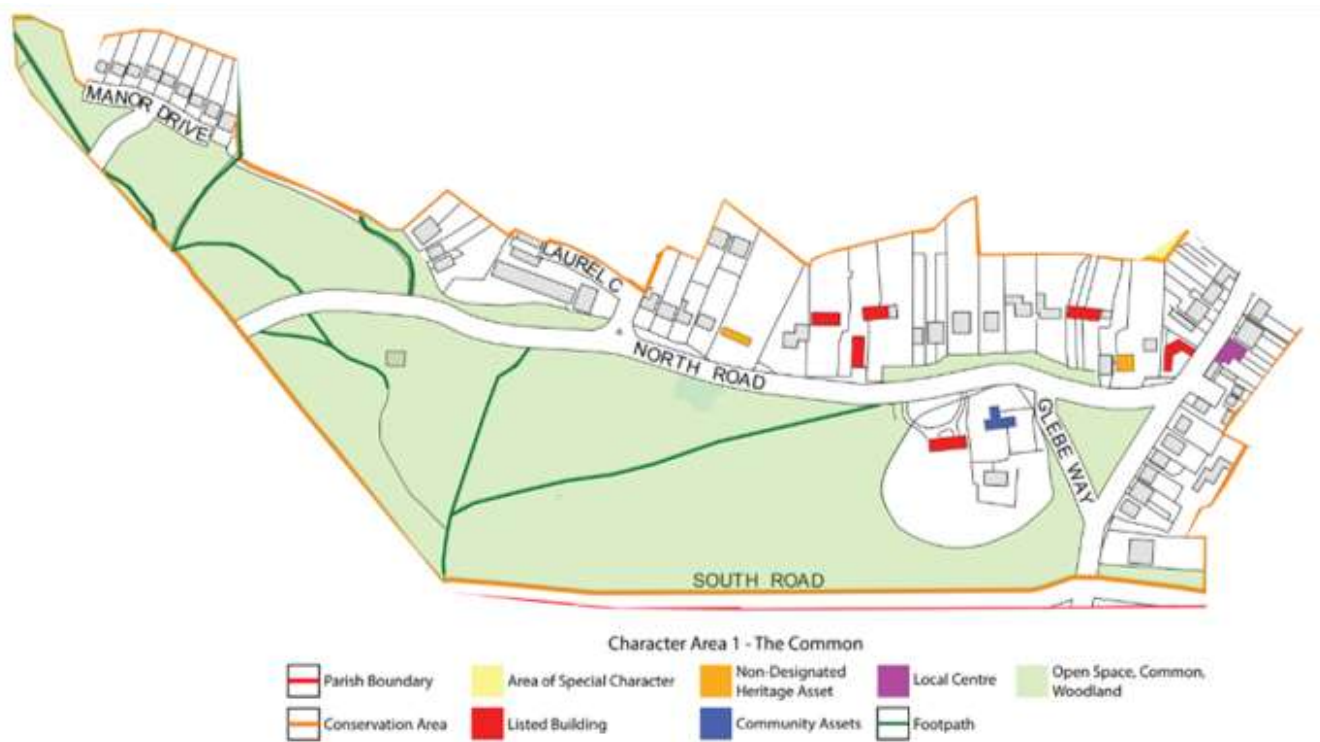 MANOR DRIVE
LAUREL C
NORTH ROAD
GLEBE WAY
SOUTH ROAD
Character Area 1 - The Common
Parish Boundary
Area of Special Character
Non-Designated
Heritage Asset
Local Centre
Open Space, Common,
Woodland
Conservation Area
Listed Building
Community Assets
Footpath